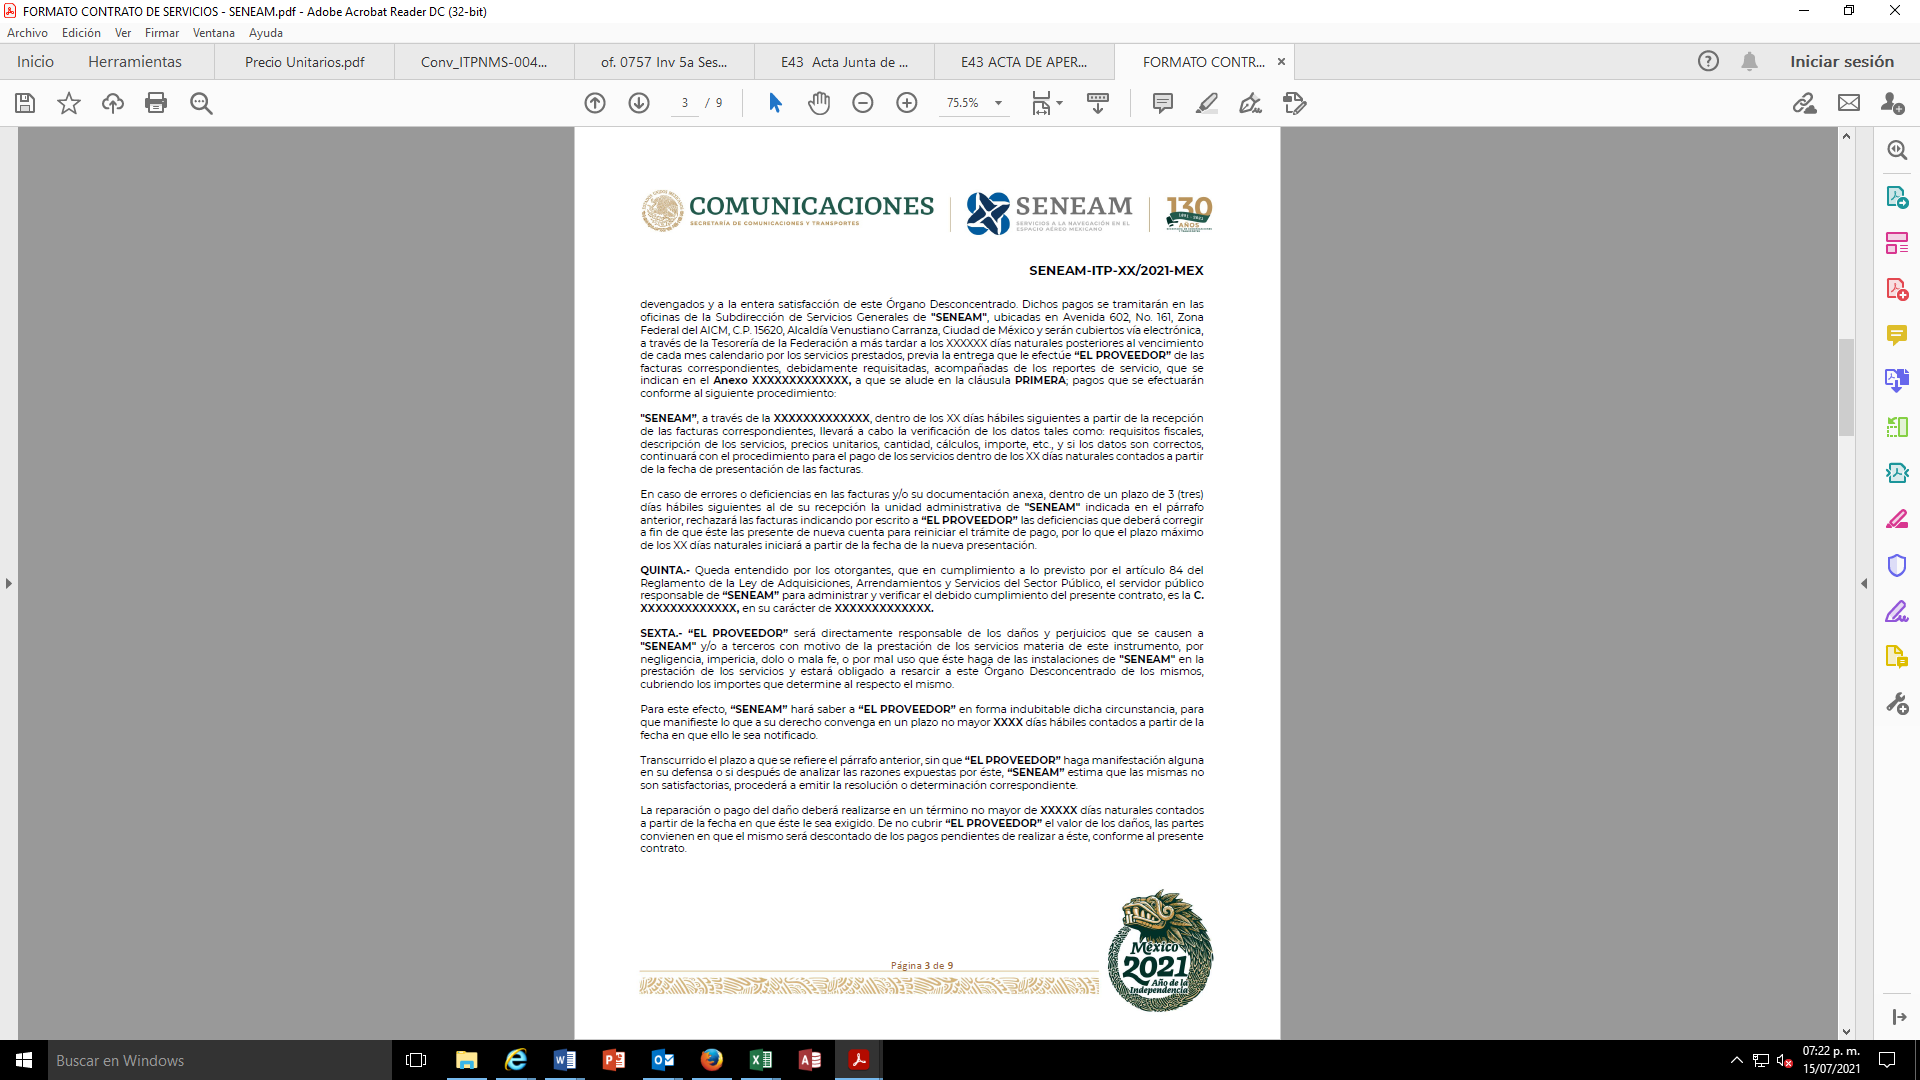 FORMATO CONTRATO DE SERVICIOS - SENEAM.pdf - Adobe Acrobat Reader DC (32-bit)
Archivo Edición Ver Firmar Ventana Ayuda
Inicio Herramientas Precio Unitarios.pdf Conv_ITPNMS-004... of. 0757 Inv 5a Ses... E43 Acta Junta de ... E43 ACTA DE APER... FORMATO CONTR... Iniciar sesión
3 / 9 75.5%
COMUNICACIONES
SECRETARÍA DE COMUNICACIONES Y TRANSPORTES
SENEAM
SERVICIOS A LA NAVEGACIÓN EN EL
ESPACIO AÉREO MEXICANO
130
AÑOS
SENEAM-ITP-XX/2021-MEX
devengados y a la entera satisfacción de este Órgano Desconcentrado. Dichos pagos se tramitarán en las
oficinas de la Subdirección de Servicios Generales de "SENEAM", ubicadas en Avenida 602, No. 161, Zona
Federal del AICM, C.P. 15620, Alcaldía Venustiano Carranza, Ciudad de México y serán cubiertos vía electrónica,
a través de la Tesorería de la Federación a más tardar a los XXXXXX días naturales posteriores al vencimiento
de cada mes calendario por los servicios prestados, previa la entrega que le efectúe “EL PROVEEDOR” de las
facturas correspondientes, debidamente requisitadas, acompañadas de los reportes de servicio, que se
indican en el Anexo XXXXXXXXXXXXX, a que se alude en la cláusula PRIMERA; pagos que se efectuarán
conforme al siguiente procedimiento:
"SENEAM”, a través de la XXXXXXXXXXXXX, dentro de los XX días hábiles siguientes a partir de la recepción
de las facturas correspondientes, llevará a cabo la verificación de los datos tales como: requisitos fiscales,
descripción de los servicios, precios unitarios, cantidad, cálculos, importe, etc., y si los datos son correctos,
continuará con el procedimiento para el pago de los servicios dentro de los XX días naturales contados a partir
de la fecha de presentación de las facturas.
En caso de errores o deficiencias en las facturas y/o su documentación anexa, dentro de un plazo de 3 (tres)
días hábiles siguientes al de su recepción la unidad administrativa de "SENEAM" indicada en el párrafo
anterior, rechazará las facturas indicando por escrito a “EL PROVEEDOR” las deficiencias que deberá corregir
a fin de que éste las presente de nueva cuenta para reiniciar el trámite de pago, por lo que el plazo máximo
de los XX días naturales iniciará a partir de la fecha de la nueva presentación.
QUINTA.- Queda entendido por los otorgantes, que en cumplimiento a lo previsto por el artículo 84 del
Reglamento de la Ley de Adquisiciones, Arrendamientos y Servicios del Sector Público, el servidor público
responsable de “SENEAM” para administrar y verificar el debido cumplimiento del presente contrato, es la C.
XXXXXXXXXXXXX, en su carácter de XXXXXXXXXXXXX.
SEXTA.- “EL PROVEEDOR” será directamente responsable de los daños y perjuicios que se causen a
"SENEAM" y/o a terceros con motivo de la prestación de los servicios materia de este instrumento, por
negligencia, impericia, dolo o mala fe, o por mal uso que éste haga de las instalaciones de "SENEAM" en la
prestación de los servicios y estará obligado a resarcir a este Órgano Desconcentrado de los mismos,
cubriendo los importes que determine al respecto el mismo.
Para este efecto, “SENEAM” hará saber a “EL PROVEEDOR” en forma indubitable dicha circunstancia, para
que manifieste lo que a su derecho convenga en un plazo no mayor XXXX días hábiles contados a partir de la
fecha en que ello le sea notificado.
Transcurrido el plazo a que se refiere el párrafo anterior, sin que “EL PROVEEDOR” haga manifestación alguna
en su defensa o si después de analizar las razones expuestas por éste, “SENEAM” estima que las mismas no
son satisfactorias, procederá a emitir la resolución o determinación correspondiente.
La reparación o pago del daño deberá realizarse en un término no mayor de XXXXX días naturales contados
a partir de la fecha en que éste le sea exigido. De no cubrir “EL PROVEEDOR” el valor de los daños, las partes
convienen en que el mismo será descontado de los pagos pendientes de realizar a éste, conforme al presente
contrato.
Página 3 de 9
México
2021
Año de la
Independencia
Buscar en Windows
07:22 p. m.
15/07/2021